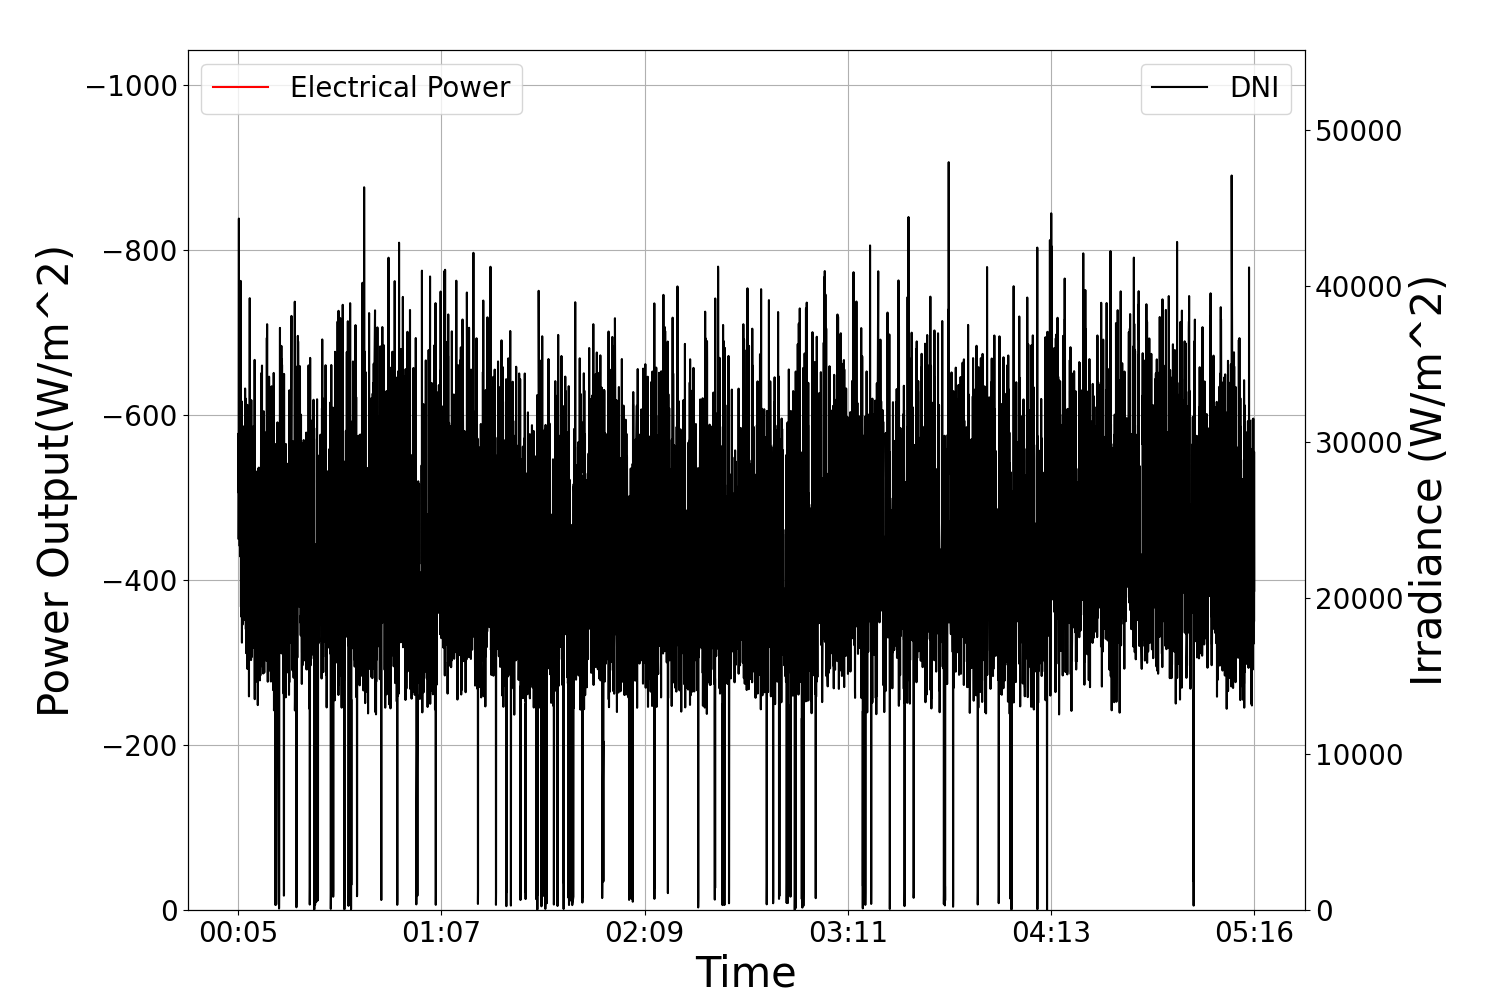 Electrical Power
DNI
Power Output(W/m^2)
−1000
−800
−600
−400
−200
0
50000
40000
30000
20000
10000
0
Irradiance (W/m^2)
00:05 01:07 02:09 03:11 04:13 05:16
Time